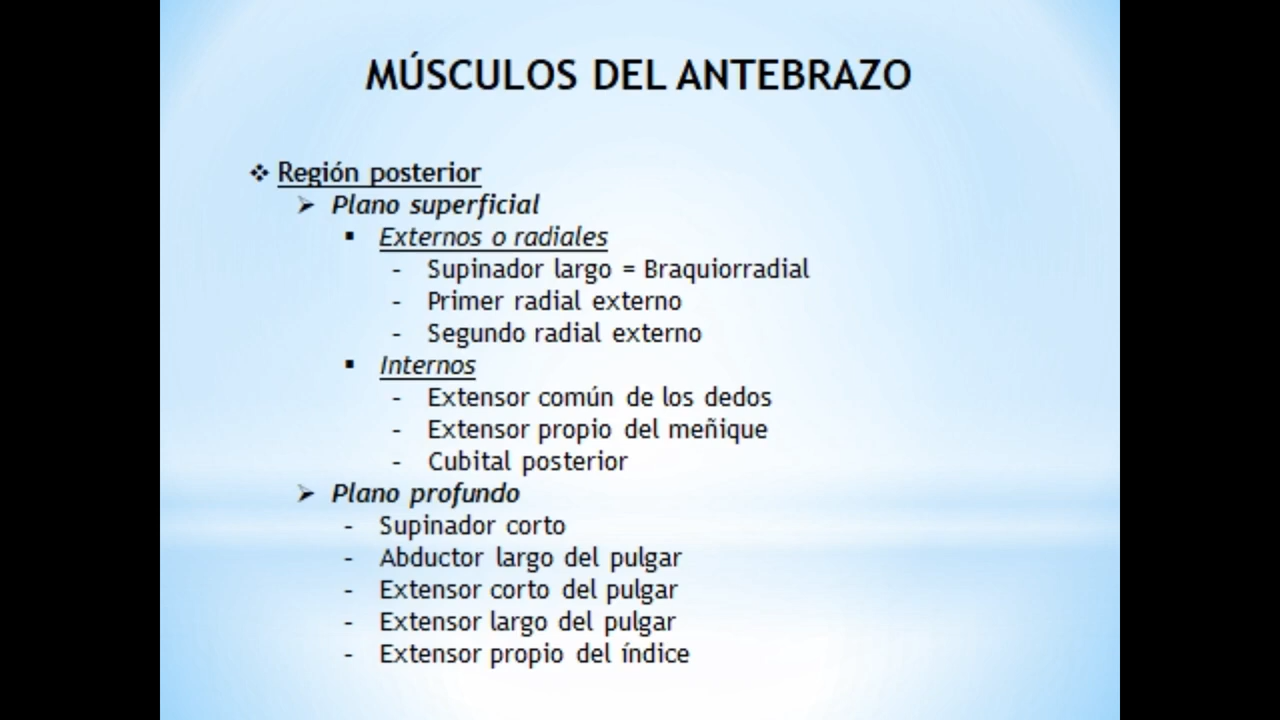 MÚSCULOS DEL ANTEBRAZO
❖ Región posterior
➢ Plano superficial
▪ Externos o radiales
- Supinador largo = Braquiorradial
- Primer radial externo
- Segundo radial externo
▪ Internos
- Extensor común de los dedos
- Extensor propio del meñique
- Cubital posterior
➢ Plano profundo
- Supinador corto
- Abductor largo del pulgar
- Extensor corto del pulgar
- Extensor largo del pulgar
- Extensor propio del índice